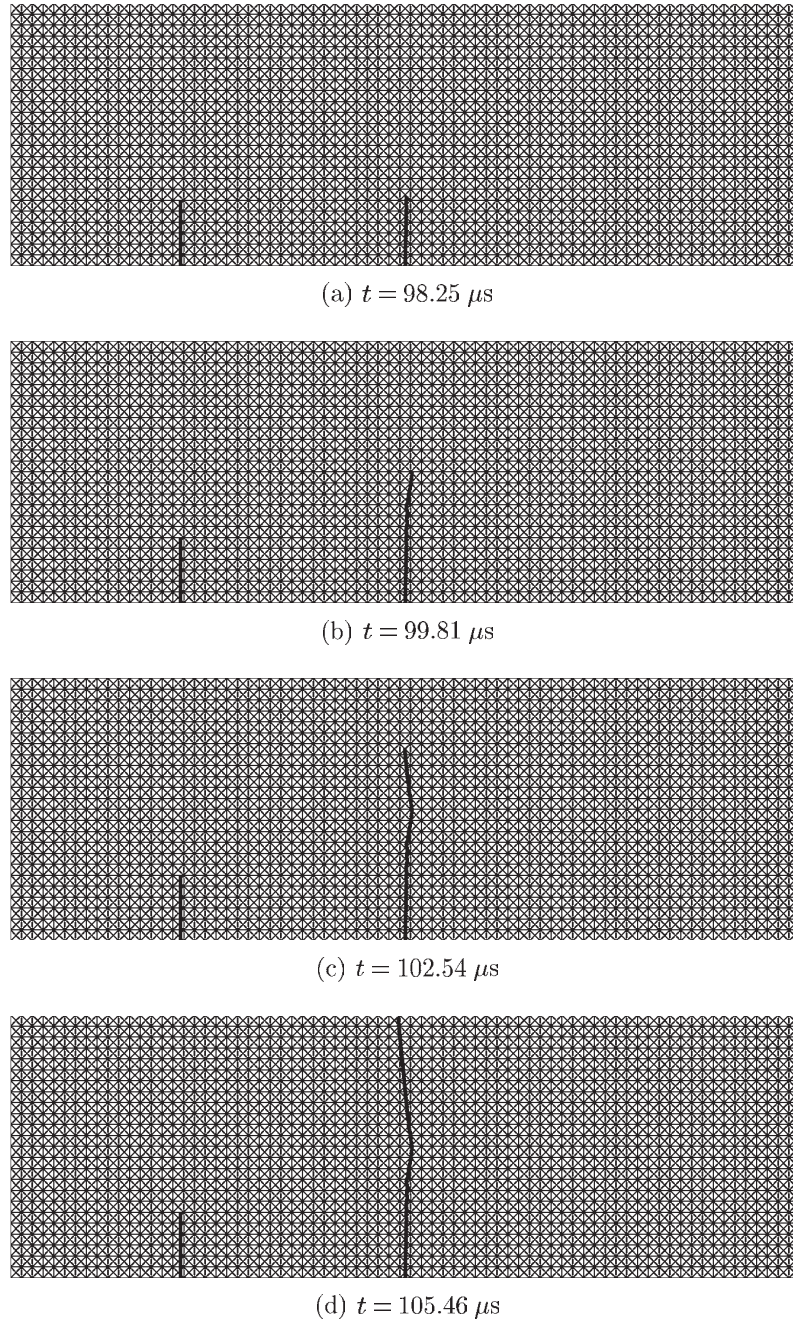 (a) t = 98.25 μs
(b) t = 99.81 μs
(c) t = 102.54 μs
(d) t = 105.46 μs